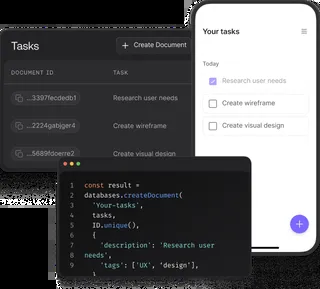 Tasks
+ Create Document
DOCUMENT ID TASK
...3397fecdedb1 Research user needs
...2224gabjger4 Create wireframe
...5689fdoerre2 Create visual design
Your tasks
Today
Research user needs
Create wireframe
Create visual design
+
1 const result =
2 databases.createDocument(
3 'Your-tasks',
4 tasks,
5 ID.unique(),
6 {
7 'description': 'Research user
8 needs',
9 'tags': ['UX', 'design'],